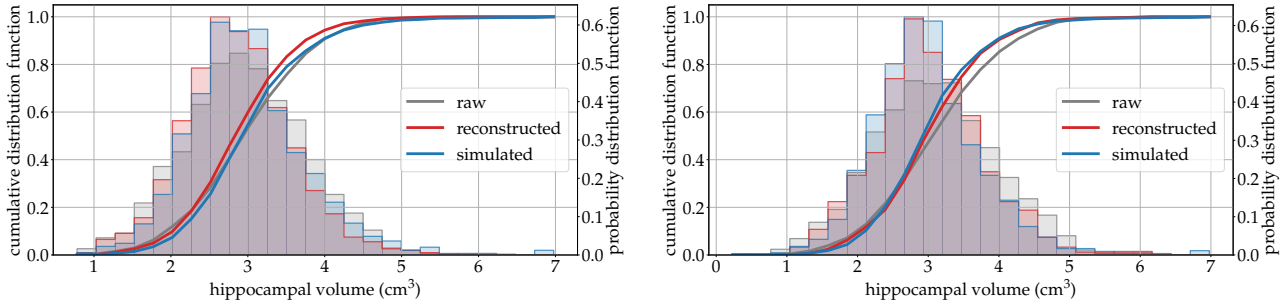 cumulative distribution function
1.0
0.8
0.6
0.4
0.2
0.0
raw
reconstructed
simulated
0.6
0.5
0.4
0.3
0.2
0.1
0.0
probability distribution function
1 2 3 4 5 6 7
hippocampal volume (cm³)
cumulative distribution function
1.0
0.8
0.6
0.4
0.2
0.0
raw
reconstructed
simulated
0.6
0.5
0.4
0.3
0.2
0.1
0.0
probability distribution function
0 1 2 3 4 5 6 7
hippocampal volume (cm³)